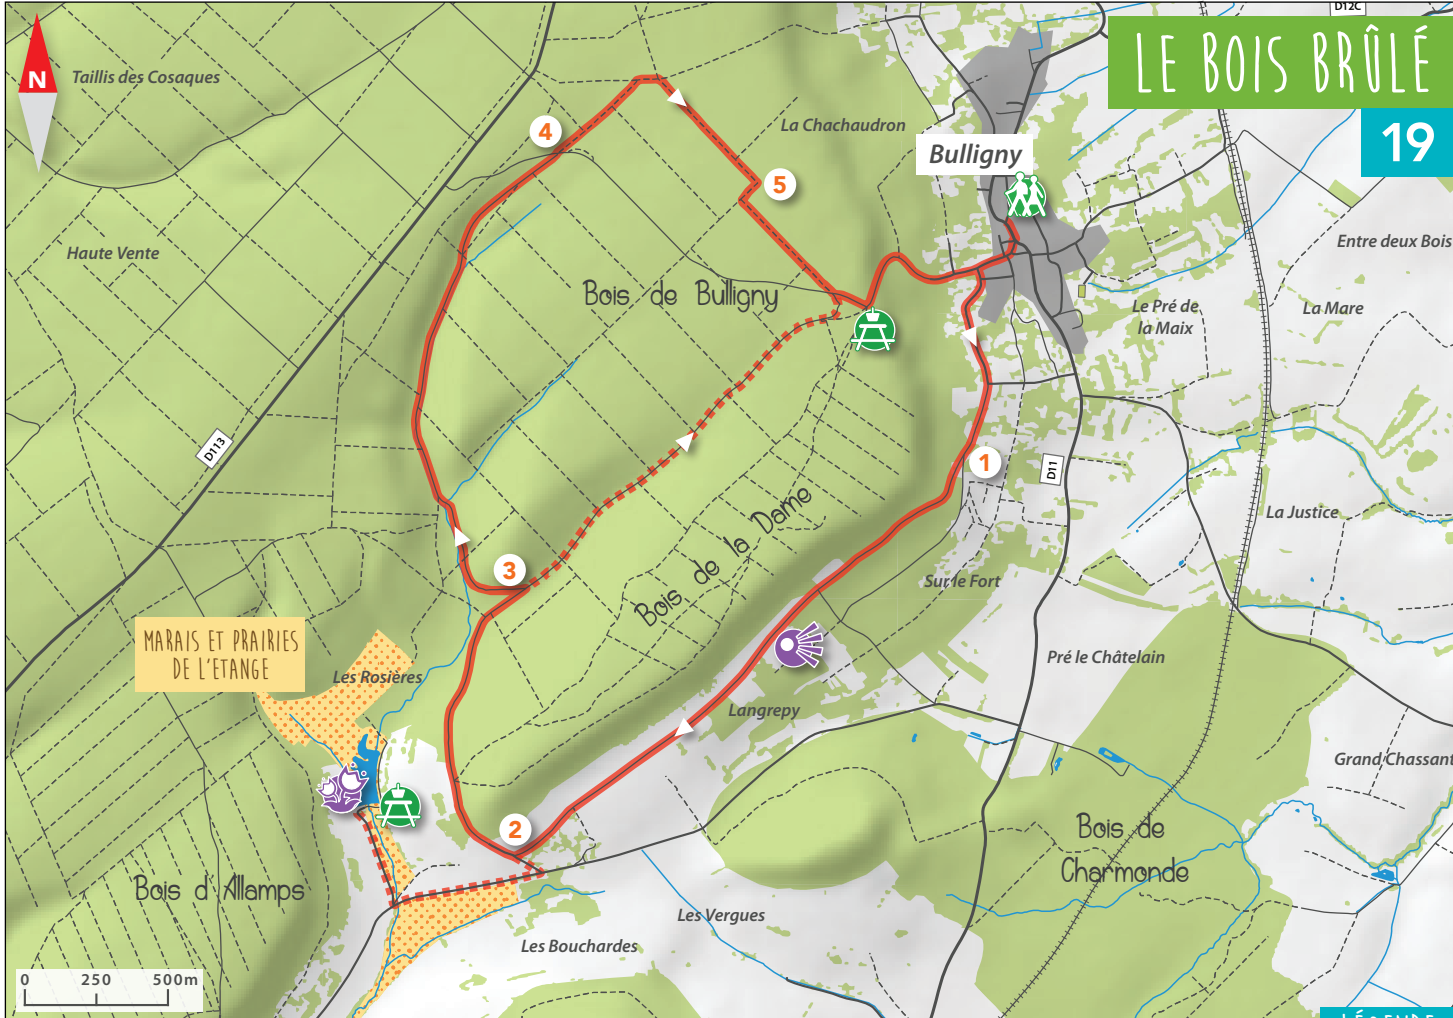 D12C
LE BOIS BRÛLÉ
19
N
Taillis des Cosaques
4
La Chachaudron
Bulligny
5
Haute Vente
Entre deux Bois
Bois de Bulligny
Le Pré de
la Maix
La Mare
D113
1
D11
La Justice
Bois de la Dame
3
Sur le Fort
MARAIS ET PRAIRIES
DE L'ETANGE
Les Rosières
Pré le Châtelain
Langrepy
Grand Chassant
2
Bois de
Charmonde
Bois d'Allamps
Les Vergues
Les Bouchardes
0 250 500m
LÉGENDE